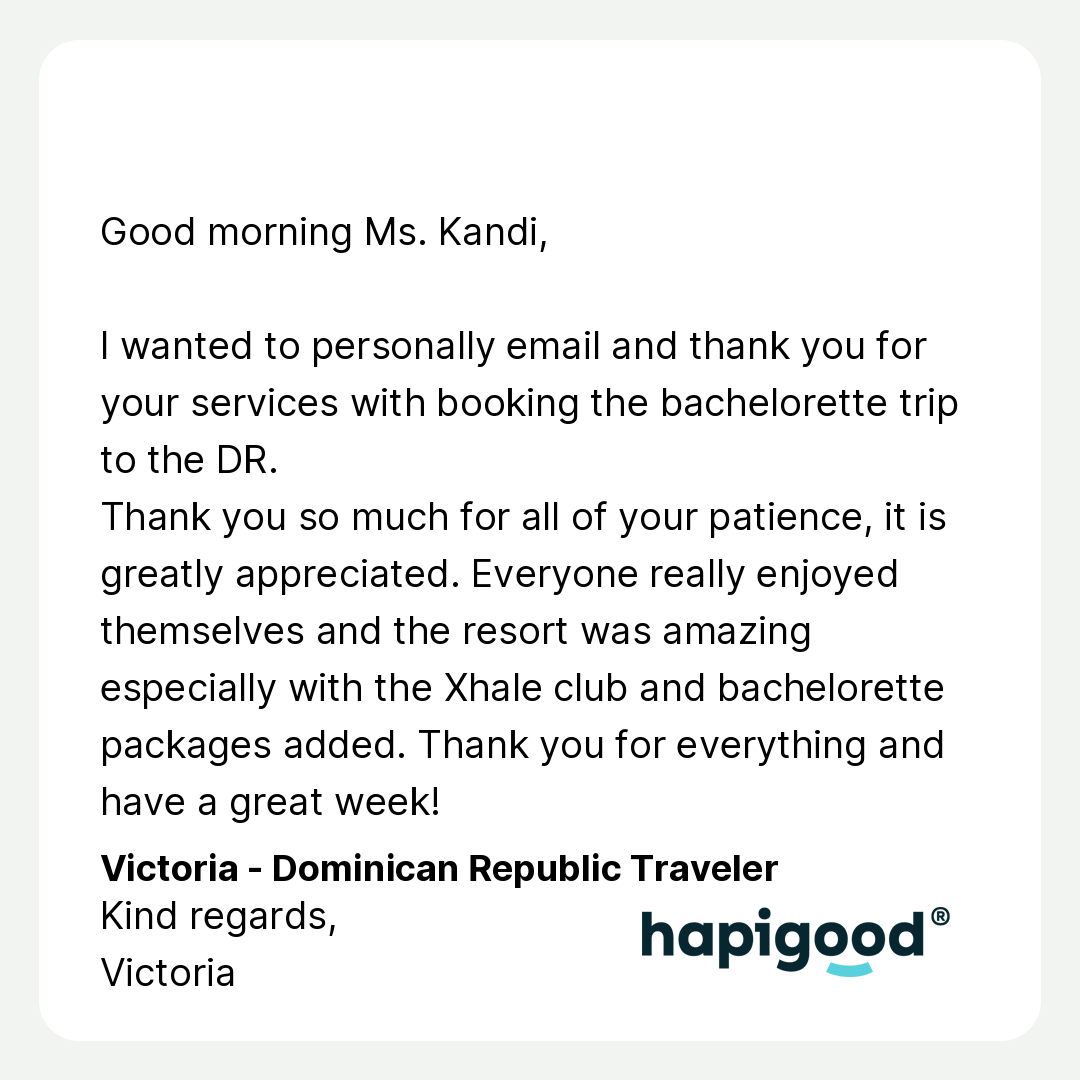 Good morning Ms. Kandi,
I wanted to personally email and thank you for
your services with booking the bachelorette trip
to the DR.
Thank you so much for all of your patience, it is
greatly appreciated. Everyone really enjoyed
themselves and the resort was amazing
especially with the Xhale club and bachelorette
packages added. Thank you for everything and
have a great week!
Victoria - Dominican Republic Traveler
Kind regards,
Victoria
hapigood®